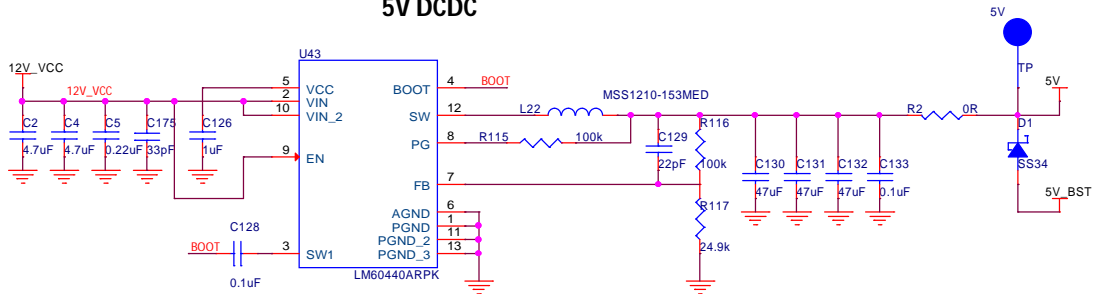 5V DCDC
5V
U43
12V_VCC
12V_VCC
5
VCC
2
VIN
10
VIN_2
9
EN
3
SW1
BOOT
4
BOOT
SW
12
PG
8
FB
7
AGND
6
PGND
1
PGND_2
11
PGND_3
13
LM60440ARPK
C2
4.7uF
C4
4.7uF
C5
0.22uF
C175
33pF
C126
1uF
BOOT
C128
0.1uF
L22
MSS1210-153MED
R115
100k
C129
22pF
R116
100k
R117
24.9k
C130
47uF
C131
47uF
C132
47uF
C133
0.1uF
R2
0R
TP
5V
D1
SS34
5V_BST